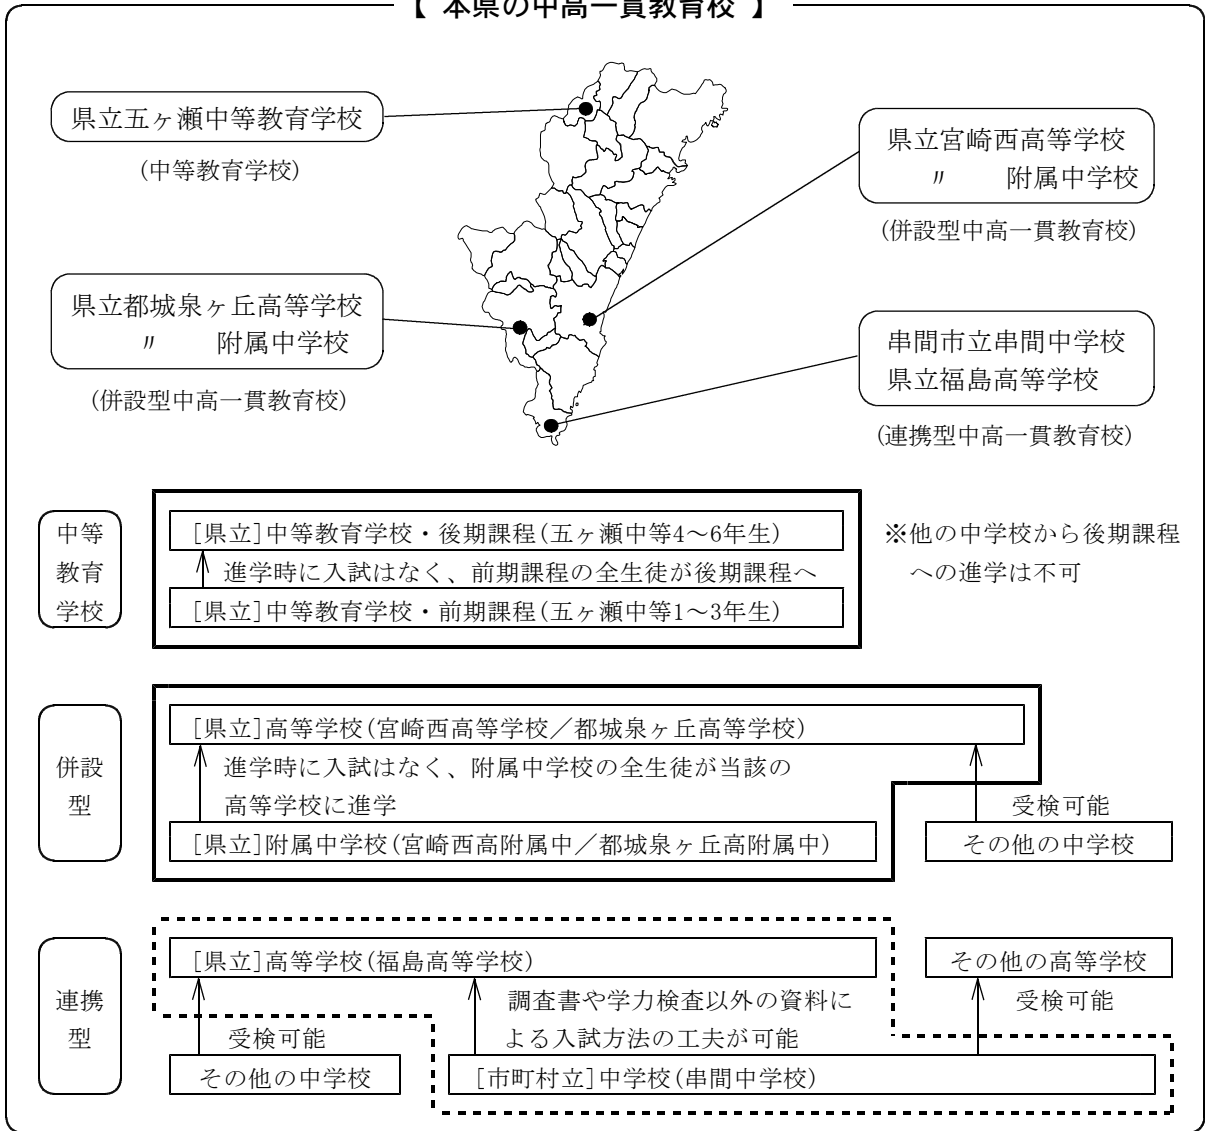 【 本県の中高一貫教育校 】
県立五ヶ瀬中等教育学校
(中等教育学校)
県立宮崎西高等学校
〃 附属中学校
(併設型中高一貫教育校)
県立都城泉ヶ丘高等学校
〃 附属中学校
(併設型中高一貫教育校)
串間市立串間中学校
県立福島高等学校
(連携型中高一貫教育校)
中等
教育
学校
[県立]中等教育学校・後期課程(五ヶ瀬中等4～6年生)
進学時に入試はなく、前期課程の全生徒が後期課程へ
[県立]中等教育学校・前期課程(五ヶ瀬中等1～3年生)
※他の中学校から後期課程
への進学は不可
併設
型
[県立]高等学校(宮崎西高等学校／都城泉ヶ丘高等学校)
進学時に入試はなく、附属中学校の全生徒が当該の
高等学校に進学
[県立]附属中学校(宮崎西高附属中／都城泉ヶ丘高附属中)
受検可能
その他の中学校
連携
型
[県立]高等学校(福島高等学校)
その他の高等学校
調査書や学力検査以外の資料に
よる入試方法の工夫が可能
受検可能
受検可能
その他の中学校
[市町村立]中学校(串間中学校)